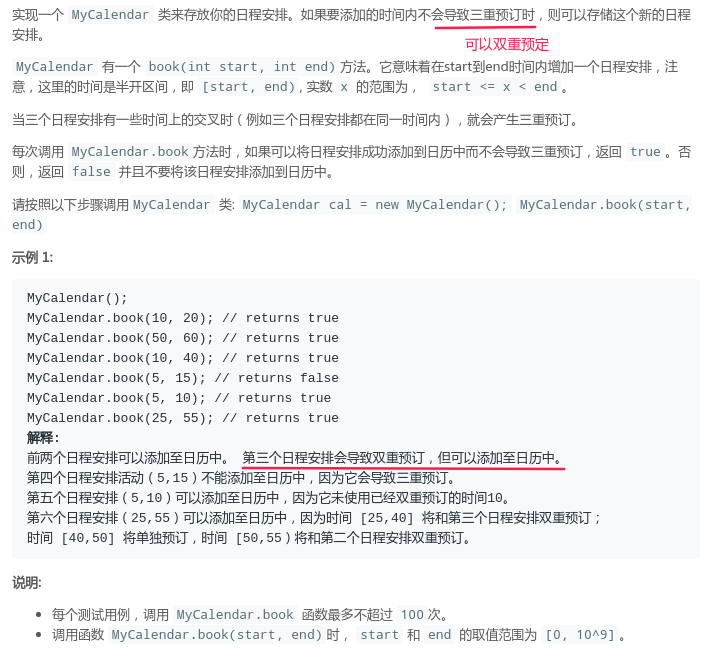 实现一个 MyCalendar 类来存放你的日程安排。如果要添加的时间内不会导致三重预订时，则可以存储这个新的日程
安排。
可以双重预定
MyCalendar 有一个 book(int start, int end)方法。它意味着在start到end时间内增加一个日程安排，注
意，这里的时间是半开区间，即 [start, end), 实数 x 的范围为， start <= x < end。
当三个日程安排有一些时间上的交叉时（例如三个日程安排都在同一时间内），就会产生三重预订。
每次调用 MyCalendar.book方法时，如果可以将日程安排成功添加到日历中而不会导致三重预订，返回 true。否
则，返回 false 并且不要将该日程安排添加到日历中。
请按照以下步骤调用MyCalendar 类: MyCalendar cal = new MyCalendar(); MyCalendar.book(start,
end)
示例 1:
MyCalendar();
MyCalendar.book(10, 20); // returns true
MyCalendar.book(50, 60); // returns true
MyCalendar.book(10, 40); // returns true
MyCalendar.book(5, 15); // returns false
MyCalendar.book(5, 10); // returns true
MyCalendar.book(25, 55); // returns true
解释:
前两个日程安排可以添加至日历中。 第三个日程安排会导致双重预订，但可以添加至日历中。
第四个日程安排活动（5,15）不能添加至日历中，因为它会导致三重预订。
第五个日程安排（5,10）可以添加至日历中，因为它未使用已经双重预订的时间10。
第六个日程安排（25,55）可以添加至日历中，因为时间 [25,40] 将和第三个日程安排双重预订；
时间 [40,50] 将单独预订，时间 [50,55）将和第二个日程安排双重预订。
说明:
• 每个测试用例，调用 MyCalendar.book 函数最多不超过 100次。
• 调用函数 MyCalendar.book(start, end)时， start 和 end 的取值范围为 [0, 10^9]。